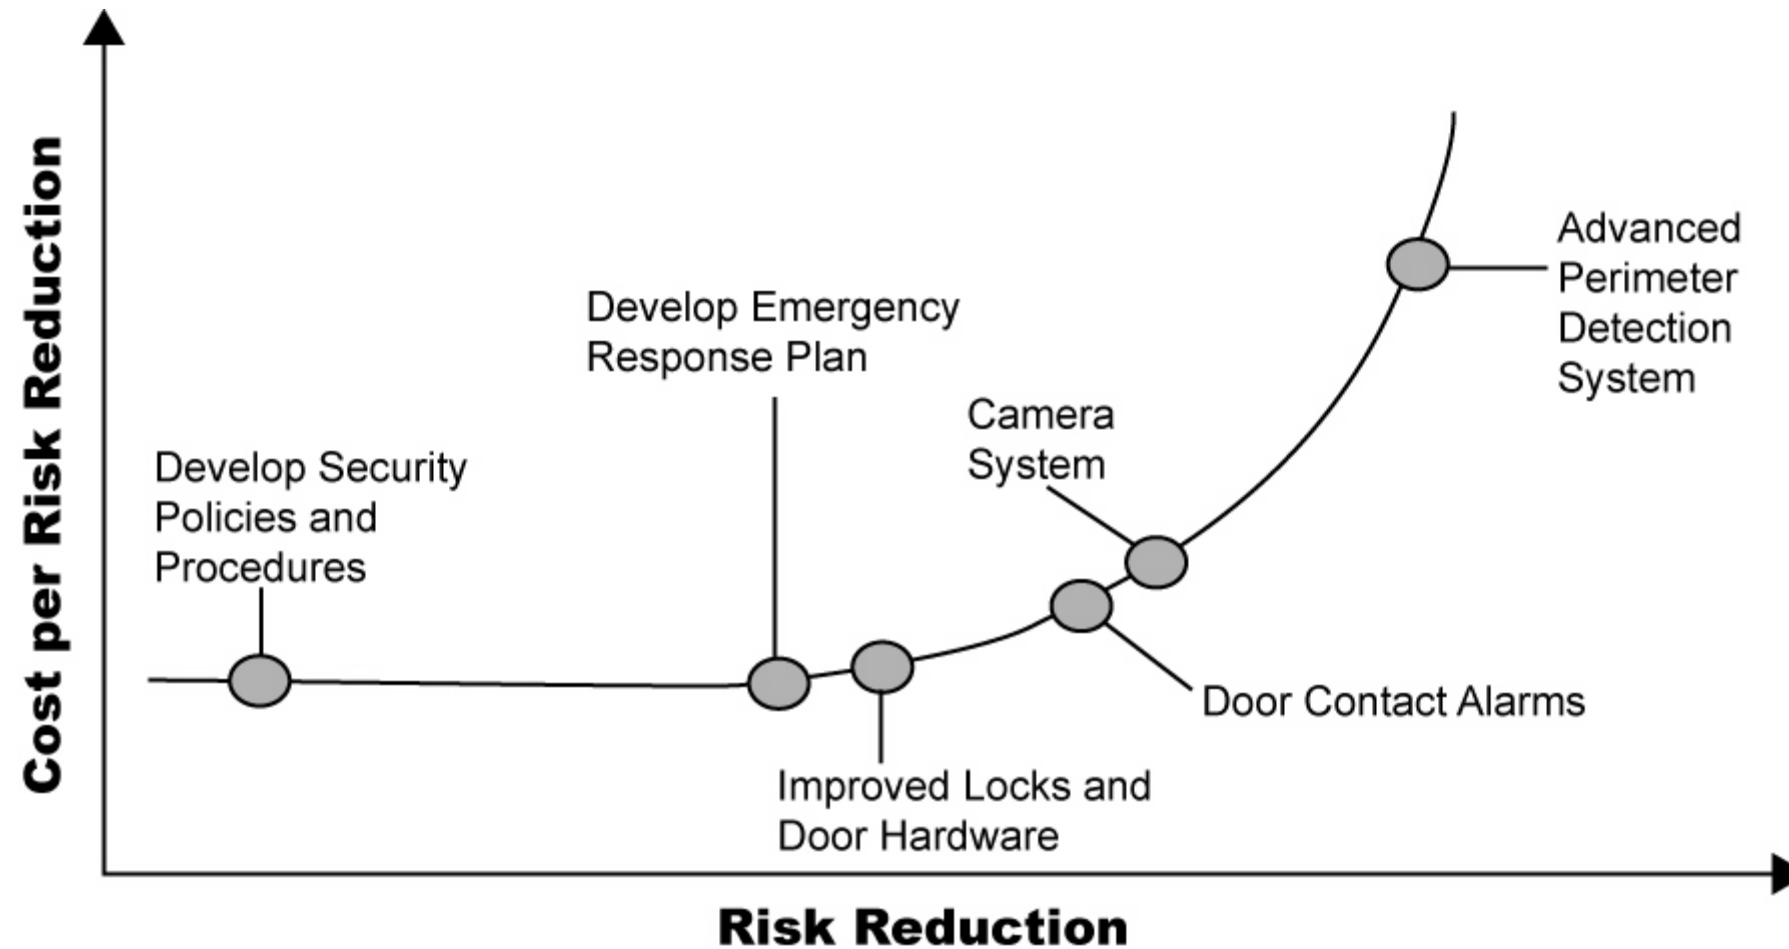 Cost per Risk Reduction
Develop Security
Policies and
Procedures
Develop Emergency
Response Plan
Improved Locks and
Door Hardware
Camera
System
Door Contact Alarms
Advanced
Perimeter
Detection
System
Risk Reduction